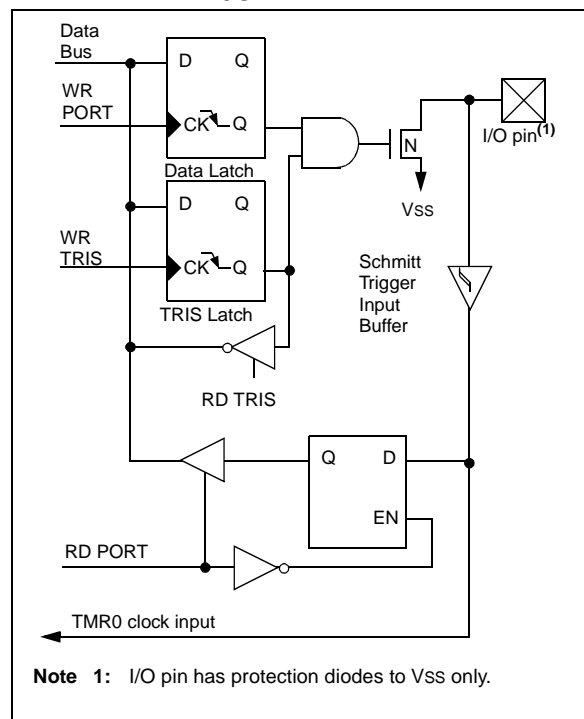 Data
Bus
D Q
WR
PORT
CK Q
N
I/O pin(1)
Data Latch
VSS
D Q
WR
TRIS
CK Q
Schmitt
Trigger
Input
Buffer
TRIS Latch
RD TRIS
Q D
EN
RD PORT
TMR0 clock input
Note 1: I/O pin has protection diodes to VSS only.